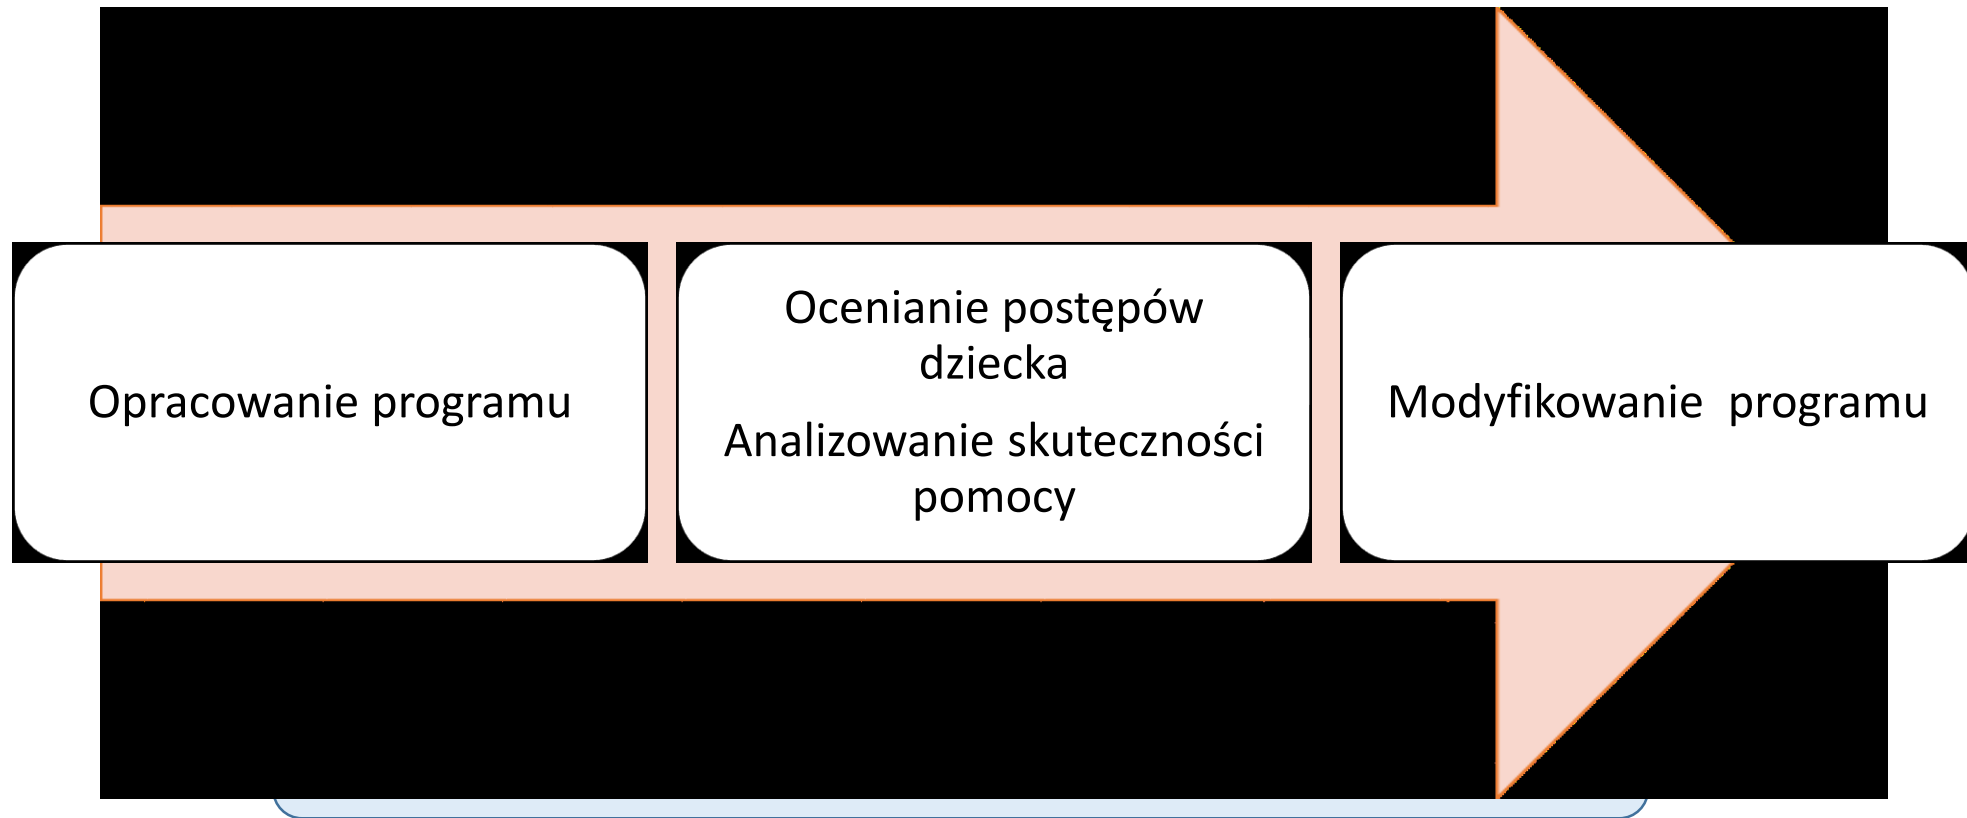 Opracowanie programu
Ocenianie postępów
dziecka
Analizowanie skuteczności
pomocy
Modyfikowanie  programu